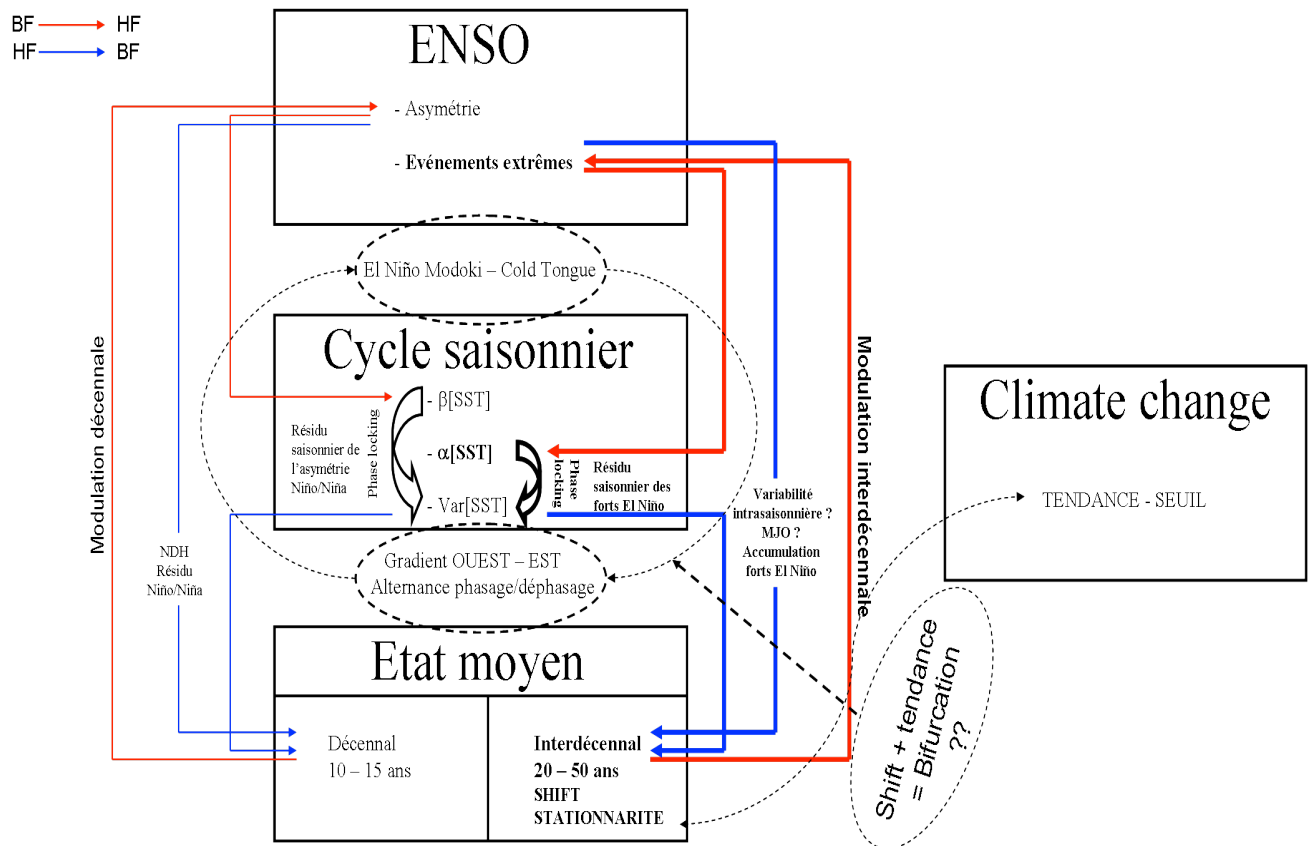 BF HF
HF BF
ENSO
- Asymétrie
- Evénements extrêmes
El Niño Modoki – Cold Tongue
Modulation décennale
Modulation interdécennale
Cycle saisonnier
- β[SST]
- α[SST]
- Var[SST]
Résidu
saisonnier de
l'asymétrie
Niño/Niña
Phase locking
Phase
locking
Résidu
saisonnier des
forts El Niño
Variabilité
intrasaisonnière ?
MJO ?
Accumulation
forts El Niño
NDH
Résidu
Niño/Niña
Gradient OUEST – EST
Alternance phasage/déphasage
Etat moyen
Décennal
10 – 15 ans
Interdécennal
20 – 50 ans
SHIFT
STATIONNARITE
Climate change
TENDANCE - SEUIL
Shift + tendance
= Bifurcation
??